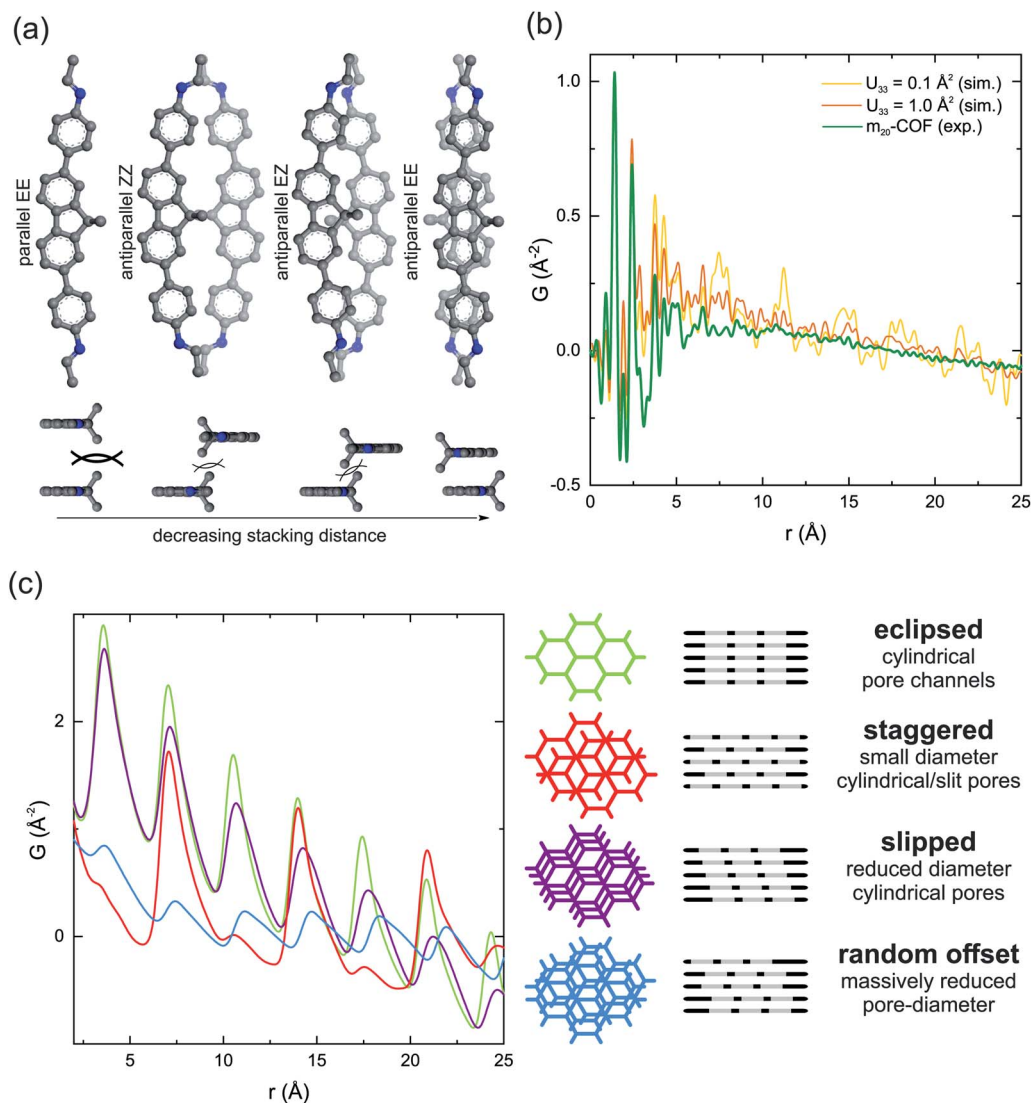 (a)
parallel EE
antiparallel ZZ
antiparallel EZ
antiparallel EE
decreasing stacking distance
(b)
U₃₃ = 0.1 Å² (sim.)
U₃₃ = 1.0 Å² (sim.)
m₂₀-COF (exp.)
1.0
0.5
0.0
-0.5
G (Å⁻²)
0 5 10 15 20 25
r (Å)
(c)
2
0
G (Å⁻²)
5 10 15 20 25
r (Å)
eclipsed
cylindrical
pore channels
staggered
small diameter
cylindrical/slit pores
slipped
reduced diameter
cylindrical pores
random offset
massively reduced
pore-diameter